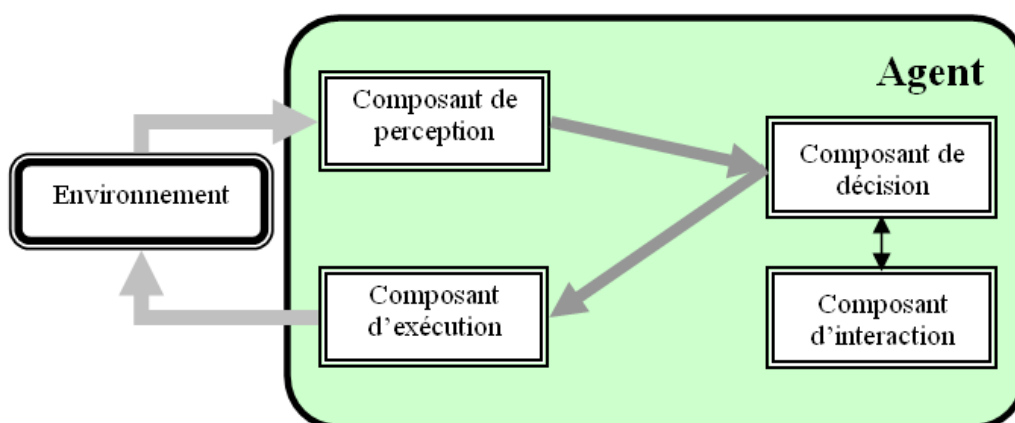 Agent
Composant de
perception
Composant de
décision
Environnement
Composant
d’exécution
Composant
d’interaction